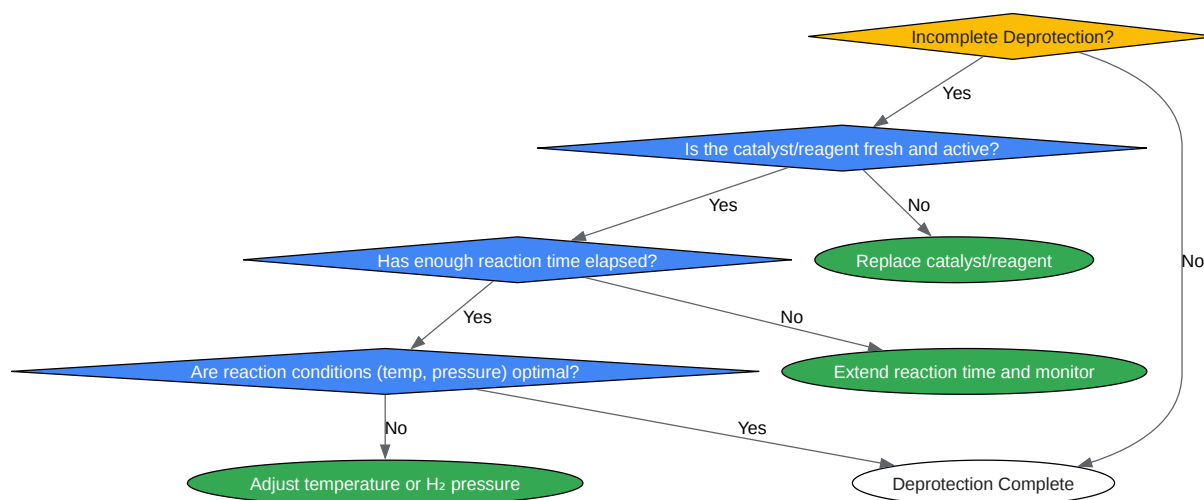 Incomplete Deprotection?
Yes
Is the catalyst/reagent fresh and active?
Yes
No
Has enough reaction time elapsed?
Replace catalyst/reagent
No
Yes
No
Are reaction conditions (temp, pressure) optimal?
Extend reaction time and monitor
No
Yes
Adjust temperature or H₂ pressure
Deprotection Complete